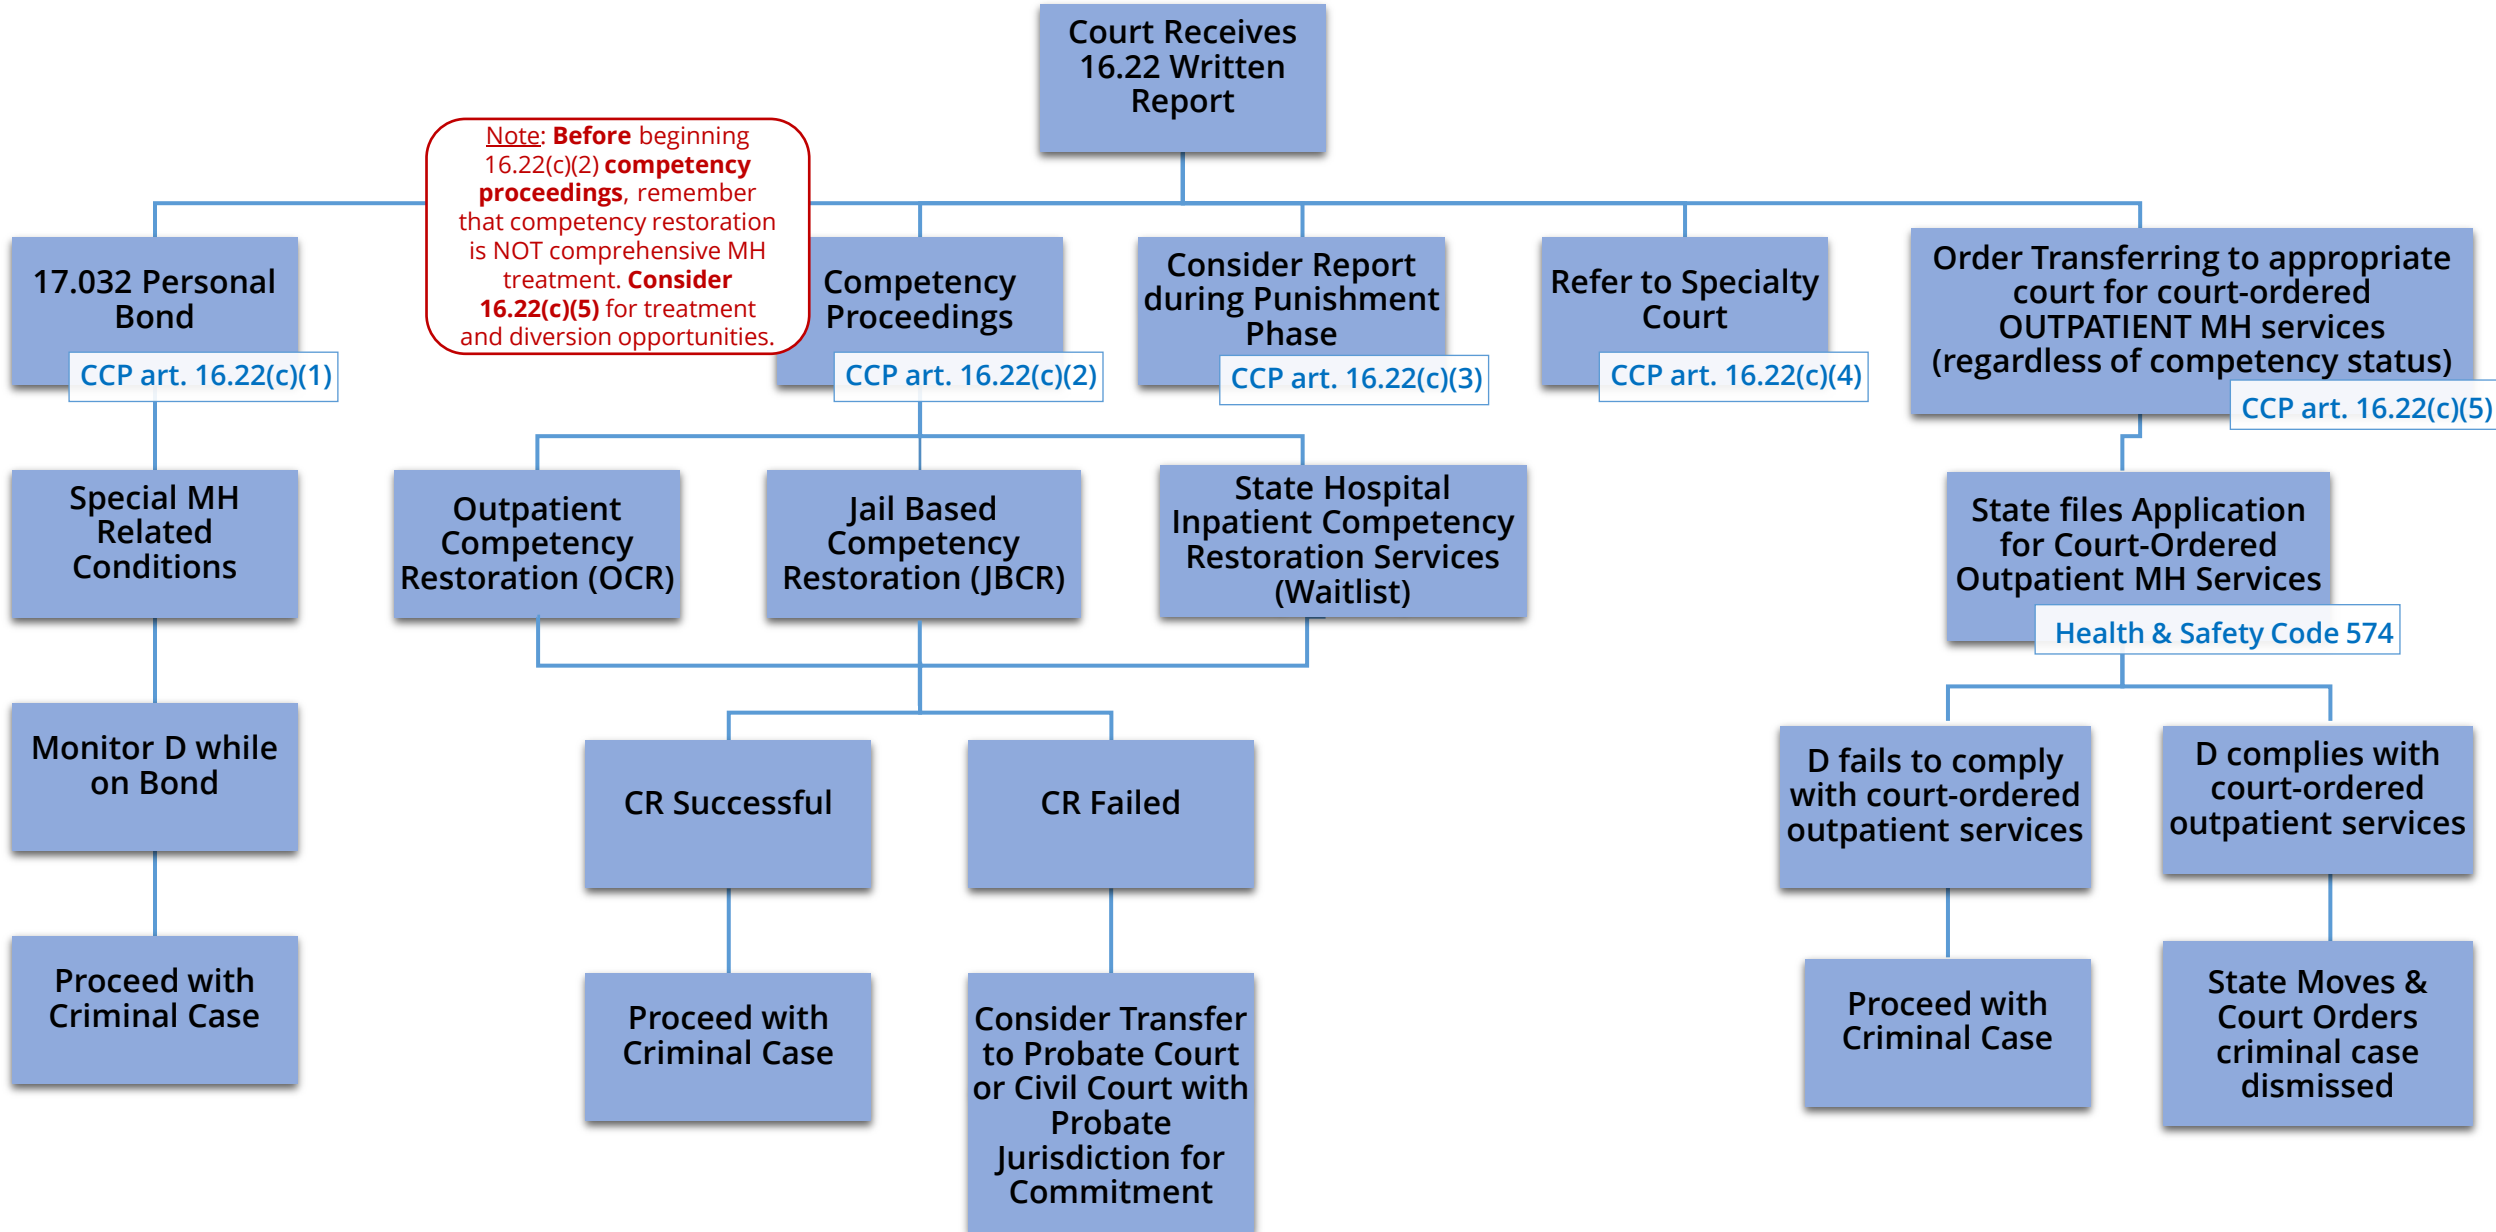 Court Receives
16.22 Written
Report
Note: Before beginning
16.22(c)(2) competency
proceedings, remember
that competency restoration
is NOT comprehensive MH
treatment. Consider
16.22(c)(5) for treatment
and diversion opportunities.
17.032 Personal
Bond
CCP art. 16.22(c)(1)
Competency
Proceedings
CCP art. 16.22(c)(2)
Consider Report
during Punishment
Phase
CCP art. 16.22(c)(3)
Refer to Specialty
Court
CCP art. 16.22(c)(4)
Order Transferring to appropriate
court for court-ordered
OUTPATIENT MH services
(regardless of competency status)
CCP art. 16.22(c)(5)
Special MH
Related
Conditions
Outpatient
Competency
Restoration (OCR)
Jail Based
Competency
Restoration (JBCR)
State Hospital
Inpatient Competency
Restoration Services
(Waitlist)
State files Application
for Court-Ordered
Outpatient MH Services
Health & Safety Code 574
Monitor D while
on Bond
CR Successful
CR Failed
D fails to comply
with court-ordered
outpatient services
D complies with
court-ordered
outpatient services
Proceed with
Criminal Case
Proceed with
Criminal Case
Consider Transfer
to Probate Court
or Civil Court with
Probate
Jurisdiction for
Commitment
Proceed with
Criminal Case
State Moves &
Court Orders
criminal case
dismissed